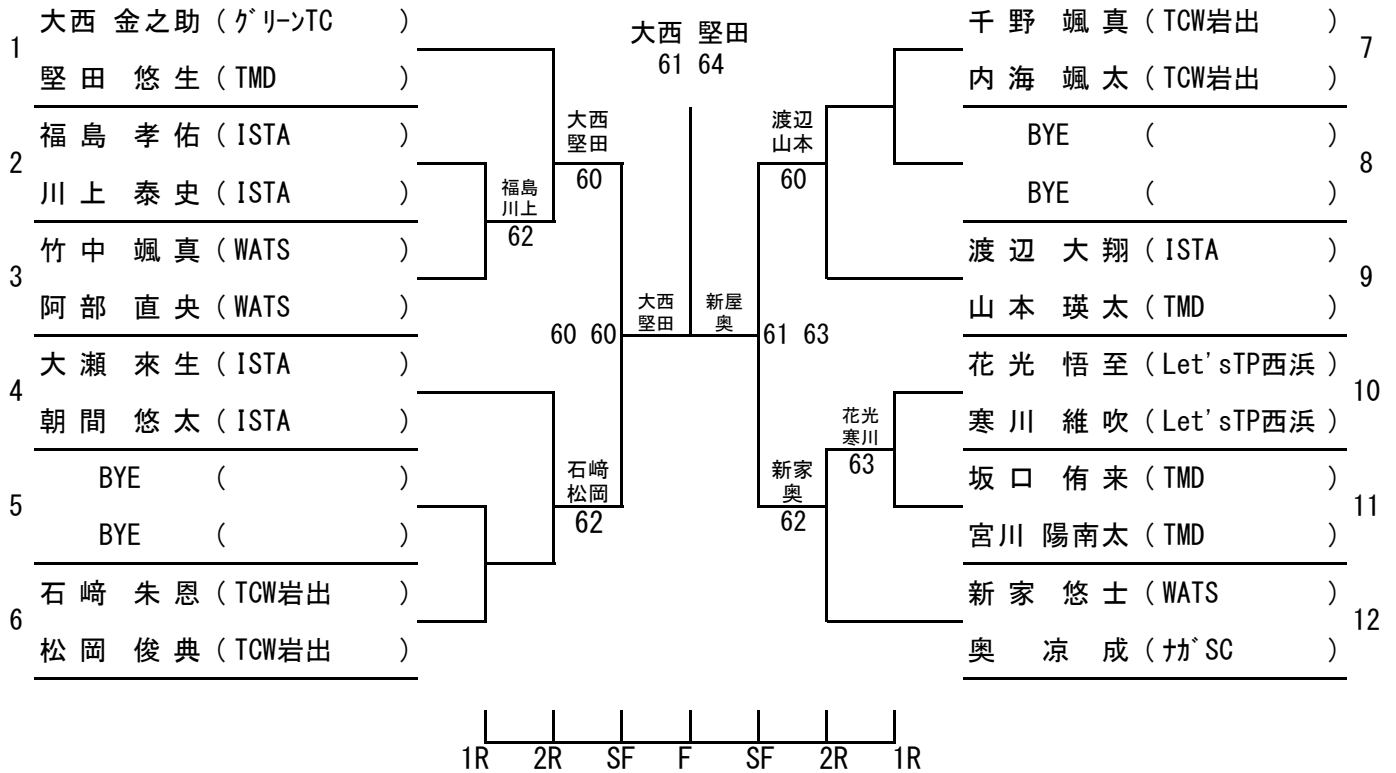 1
大西 金之助 ( ｸﾞﾘｰﾝTC )
堅田 悠生 ( TMD )
2
福島 孝佑 ( ISTA )
川上 泰史 ( ISTA )
3
竹中 颯真 ( WATS )
阿部 直央 ( WATS )
4
大瀬 來生 ( ISTA )
朝間 悠太 ( ISTA )
5
BYE ( )
BYE ( )
6
石﨑 朱恩 ( TCW岩出 )
松岡 俊典 ( TCW岩出 )
福島
川上
62
大西
堅田
60
石﨑
松岡
62
60 60
大西
堅田
大西 堅田
61 64
新屋
奥
61 63
渡辺
山本
60
新家
奥
62
花光
寒川
63
千野 颯真 ( TCW岩出 )
内海 颯太 ( TCW岩出 )
7
BYE ( )
BYE ( )
8
渡辺 大翔 ( ISTA )
山本 瑛太 ( TMD )
9
花光 悟至 ( Let'sTP西浜 )
寒川 維吹 ( Let'sTP西浜 )
10
坂口 侑来 ( TMD )
宮川 陽南太 ( TMD )
11
新家 悠士 ( WATS )
奥 凉成 ( ﾅｶﾞSC )
12
1R 2R SF F SF 2R 1R